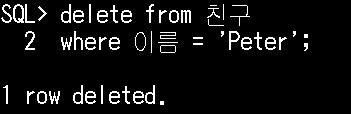 SQL> delete from 친구
2 where 이름 = 'Peter';
1 row deleted.